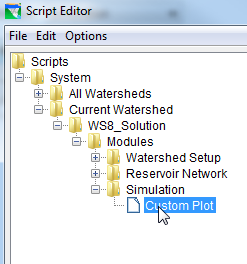 Script Editor
File Edit Options
Scripts
System
All Watersheds
Current Watershed
WS8_Solution
Modules
Watershed Setup
Reservoir Network
Simulation
Custom Plot